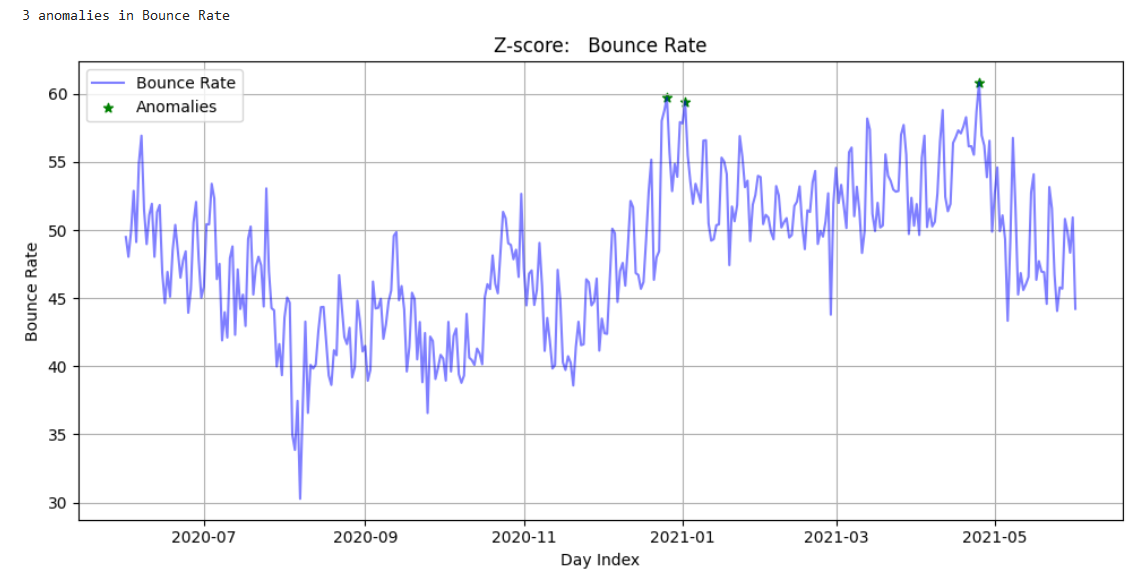 3 anomalies in Bounce Rate
Z-score: Bounce Rate
Bounce Rate
Anomalies
60
55
50
45
40
35
30
Bounce Rate
2020-07
2020-09
2020-11
2021-01
2021-03
2021-05
Day Index